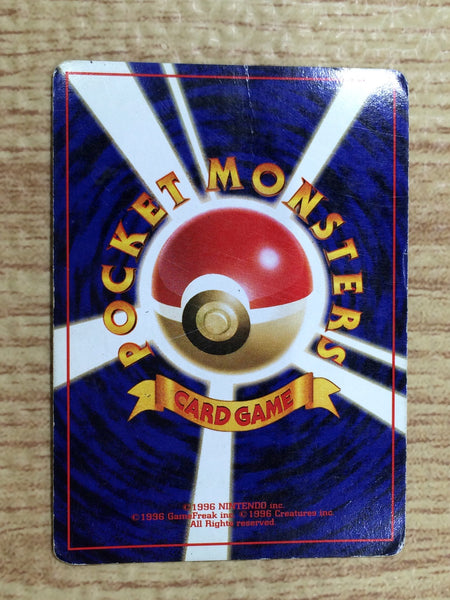 POCKET MONSTERS
CARD GAME
©1996 NINTENDO inc.
©1996 GameFreak inc. ©1996 Creatures inc.
All Rights reserved.